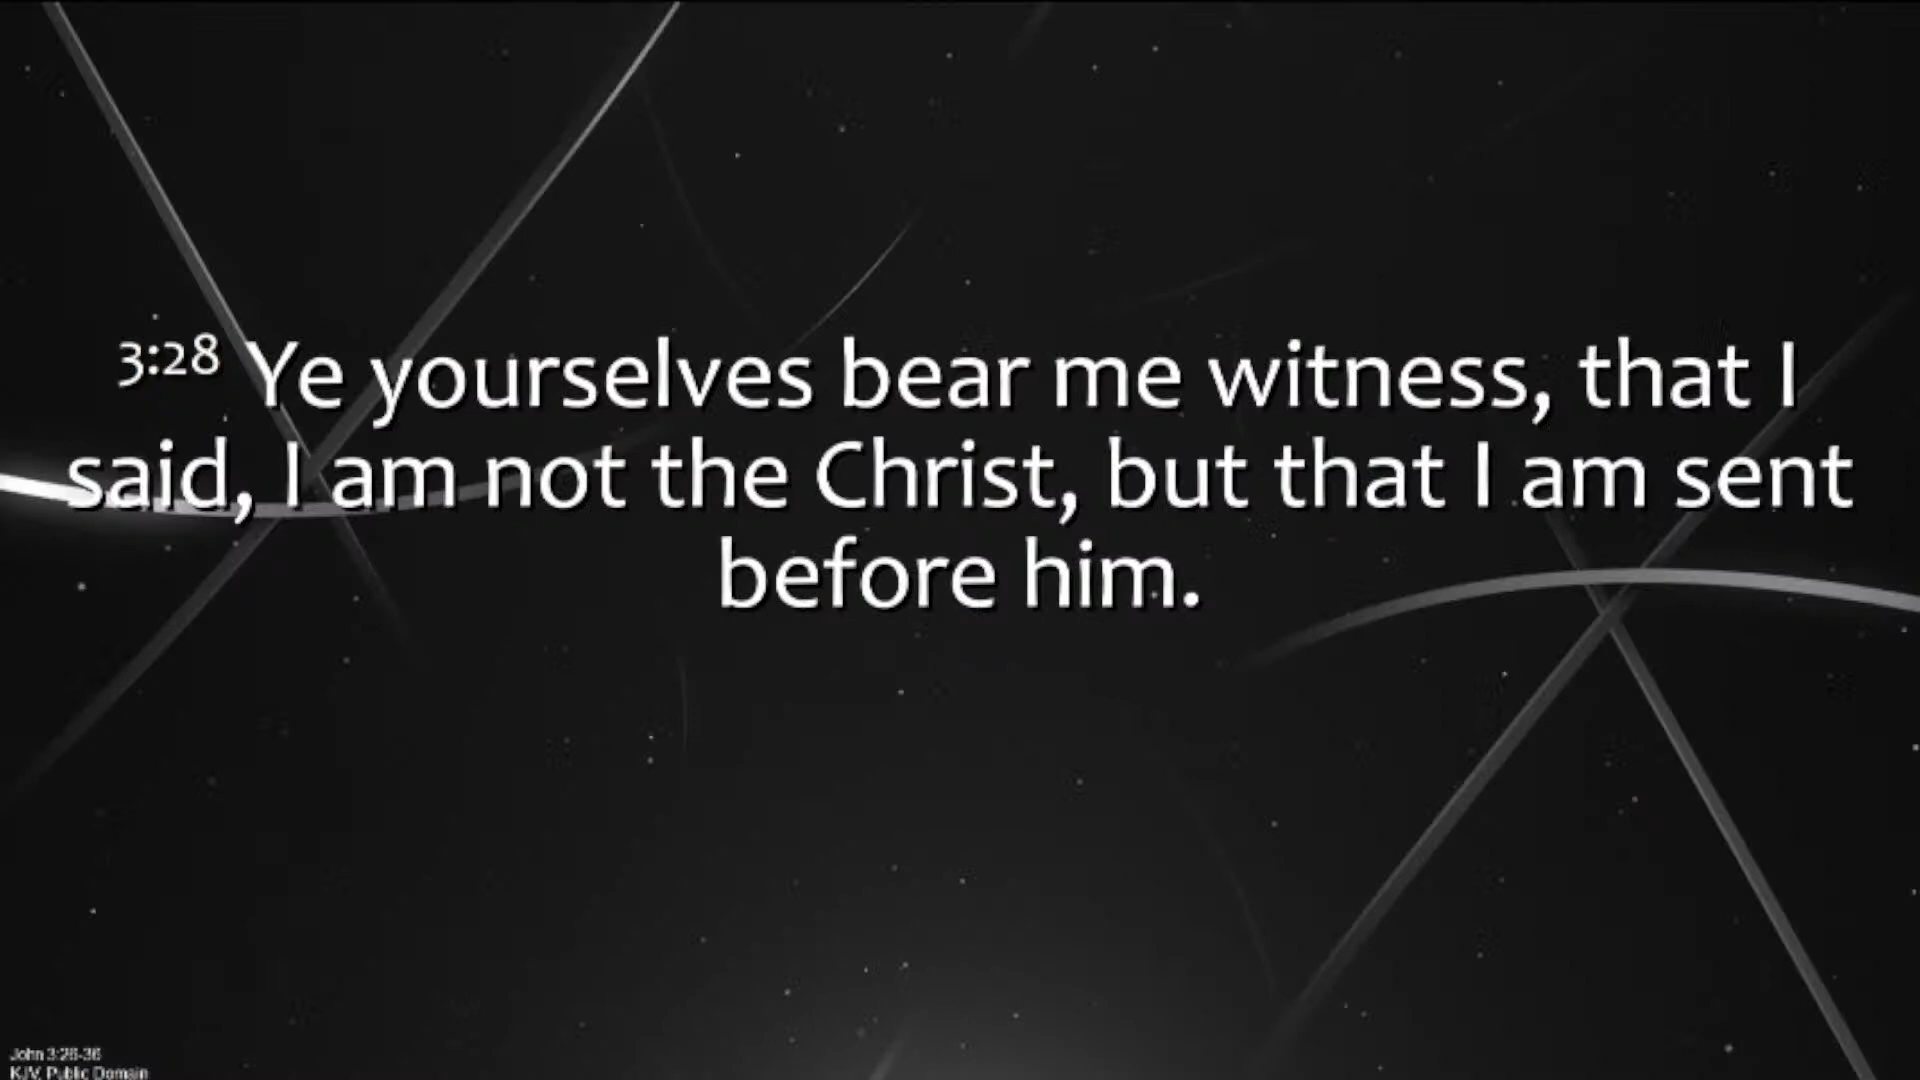 3:28 Ye yourselves bear me witness, that I
said, I am not the Christ, but that I am sent
before him.
John 3:26-36
KJV, Public Domain